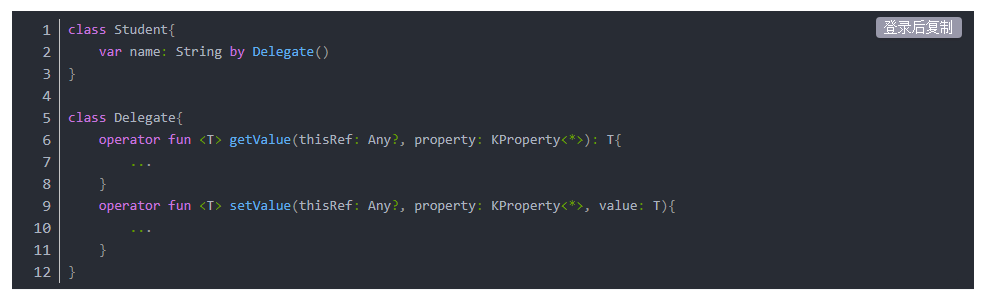 1 class Student{ 登录后复制
2     var name: String by Delegate()
3 }
4
5 class Delegate{
6     operator fun <T> getValue(thisRef: Any?, property: KProperty<*>): T{
7         ...
8     }
9     operator fun <T> setValue(thisRef: Any?, property: KProperty<*>, value: T){
10         ...
11     }
12 }